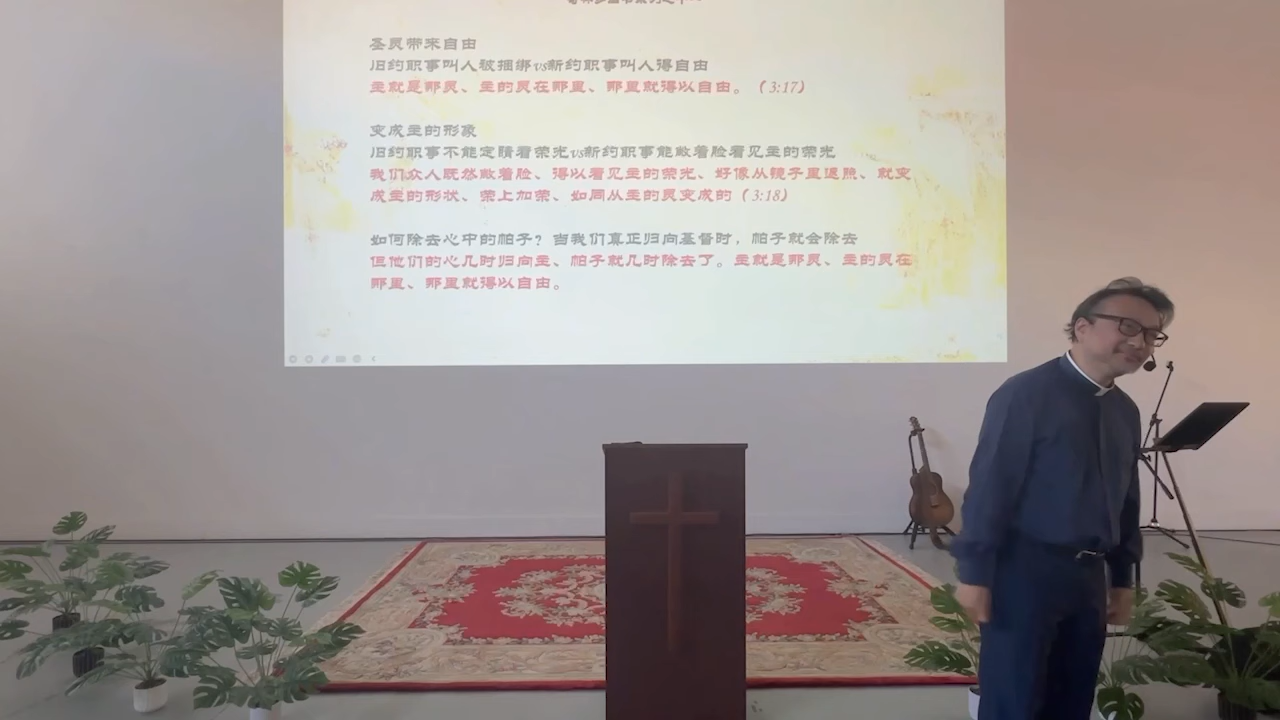 圣灵带来自由
旧约职事叫人被捆绑vs新约职事叫人得自由
主就是那灵、主的灵在那里、那里就得以自由。（3:17）
变成主的形象
旧约职事不能定睛看荣光vs新约职事能敞着脸看见主的荣光
我们众人既然敞着脸、得以看见主的荣光、好像从镜子里返照、就变
成主的形状、荣上加荣、如同从主的灵变成的（3:18）
如何除去心中的帕子？当我们真正归向基督时，帕子就会除去
但他们的心几时归向主、帕子就几时除去了。主就是那灵、主的灵在
那里、那里就得以自由。